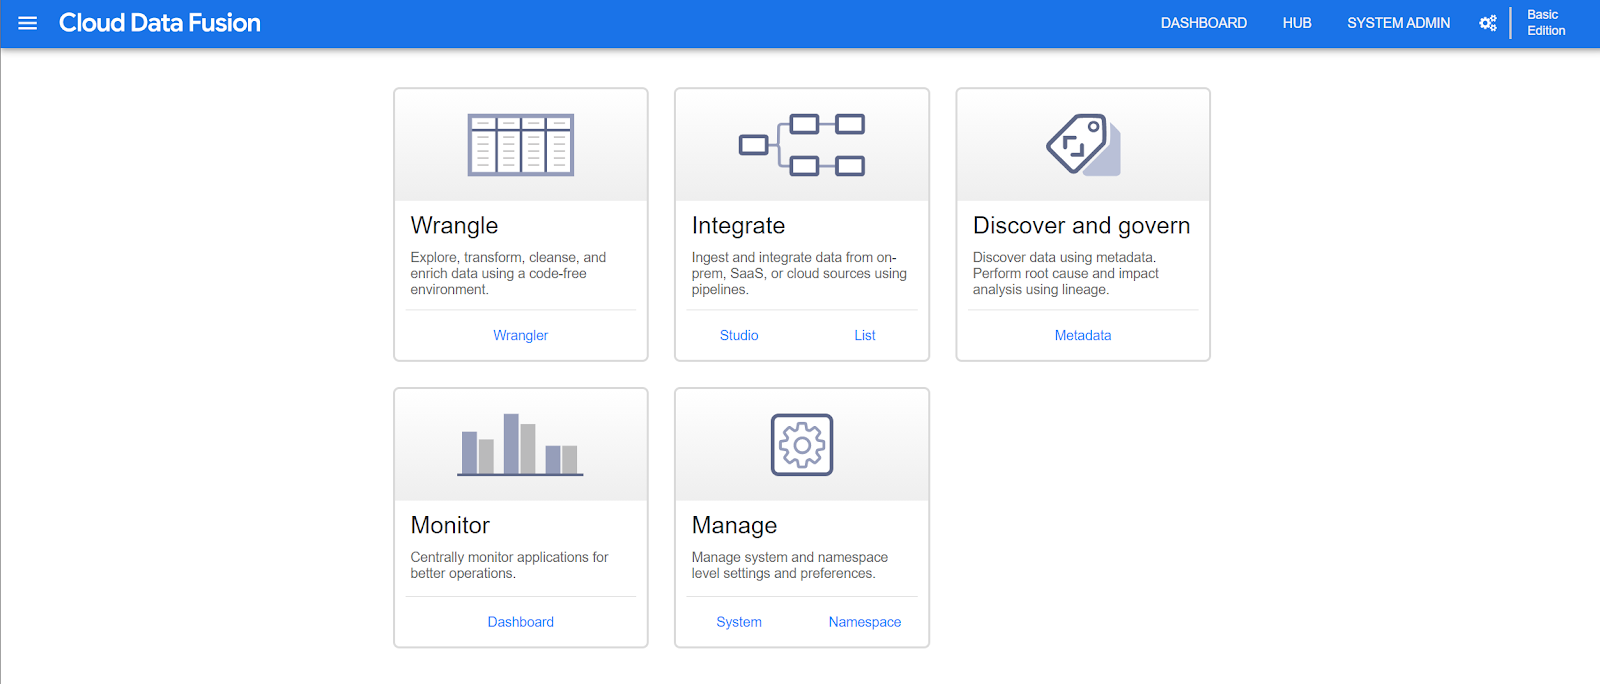 Cloud Data Fusion
DASHBOARD
HUB
SYSTEM ADMIN
Basic
Edition
Wrangle
Explore, transform, cleanse, and
enrich data using a code-free
environment.
Wrangler
Integrate
Ingest and integrate data from on-
prem, SaaS, or cloud sources using
pipelines.
Studio
List
Discover and govern
Discover data using metadata.
Perform root cause and impact
analysis using lineage.
Metadata
Monitor
Centrally monitor applications for
better operations.
Dashboard
Manage
Manage system and namespace
level settings and preferences.
System
Namespace